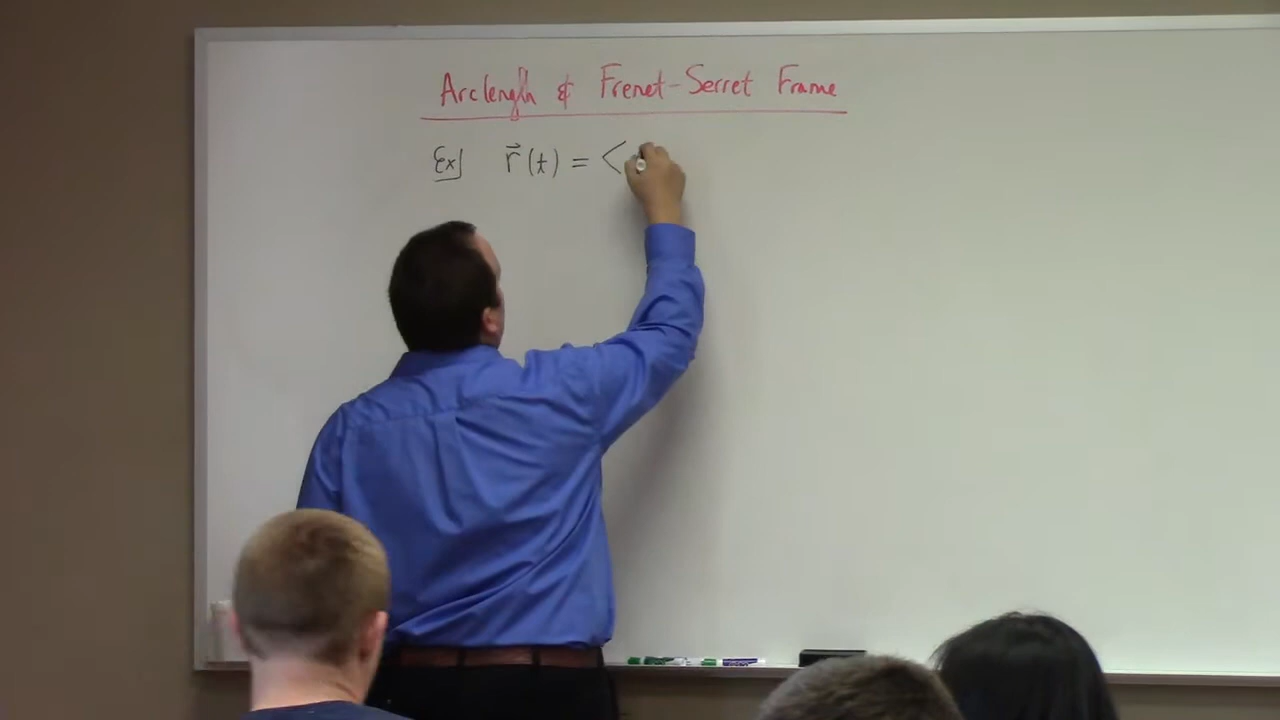 Arclength & Frenet-Serret Frame
Ex] r⃗(t) = <